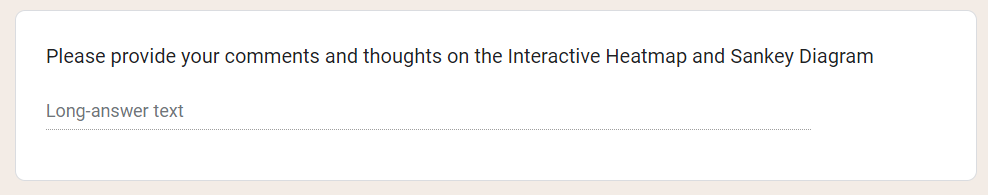 Please provide your comments and thoughts on the Interactive Heatmap and Sankey Diagram
Long-answer text